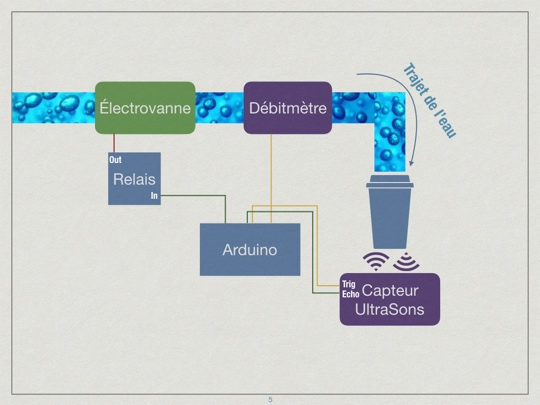 Trajet de l'eau
Électrovanne
Débitmètre
Out
Relais
In
Arduino
Trig
Echo
Capteur
UltraSons
5